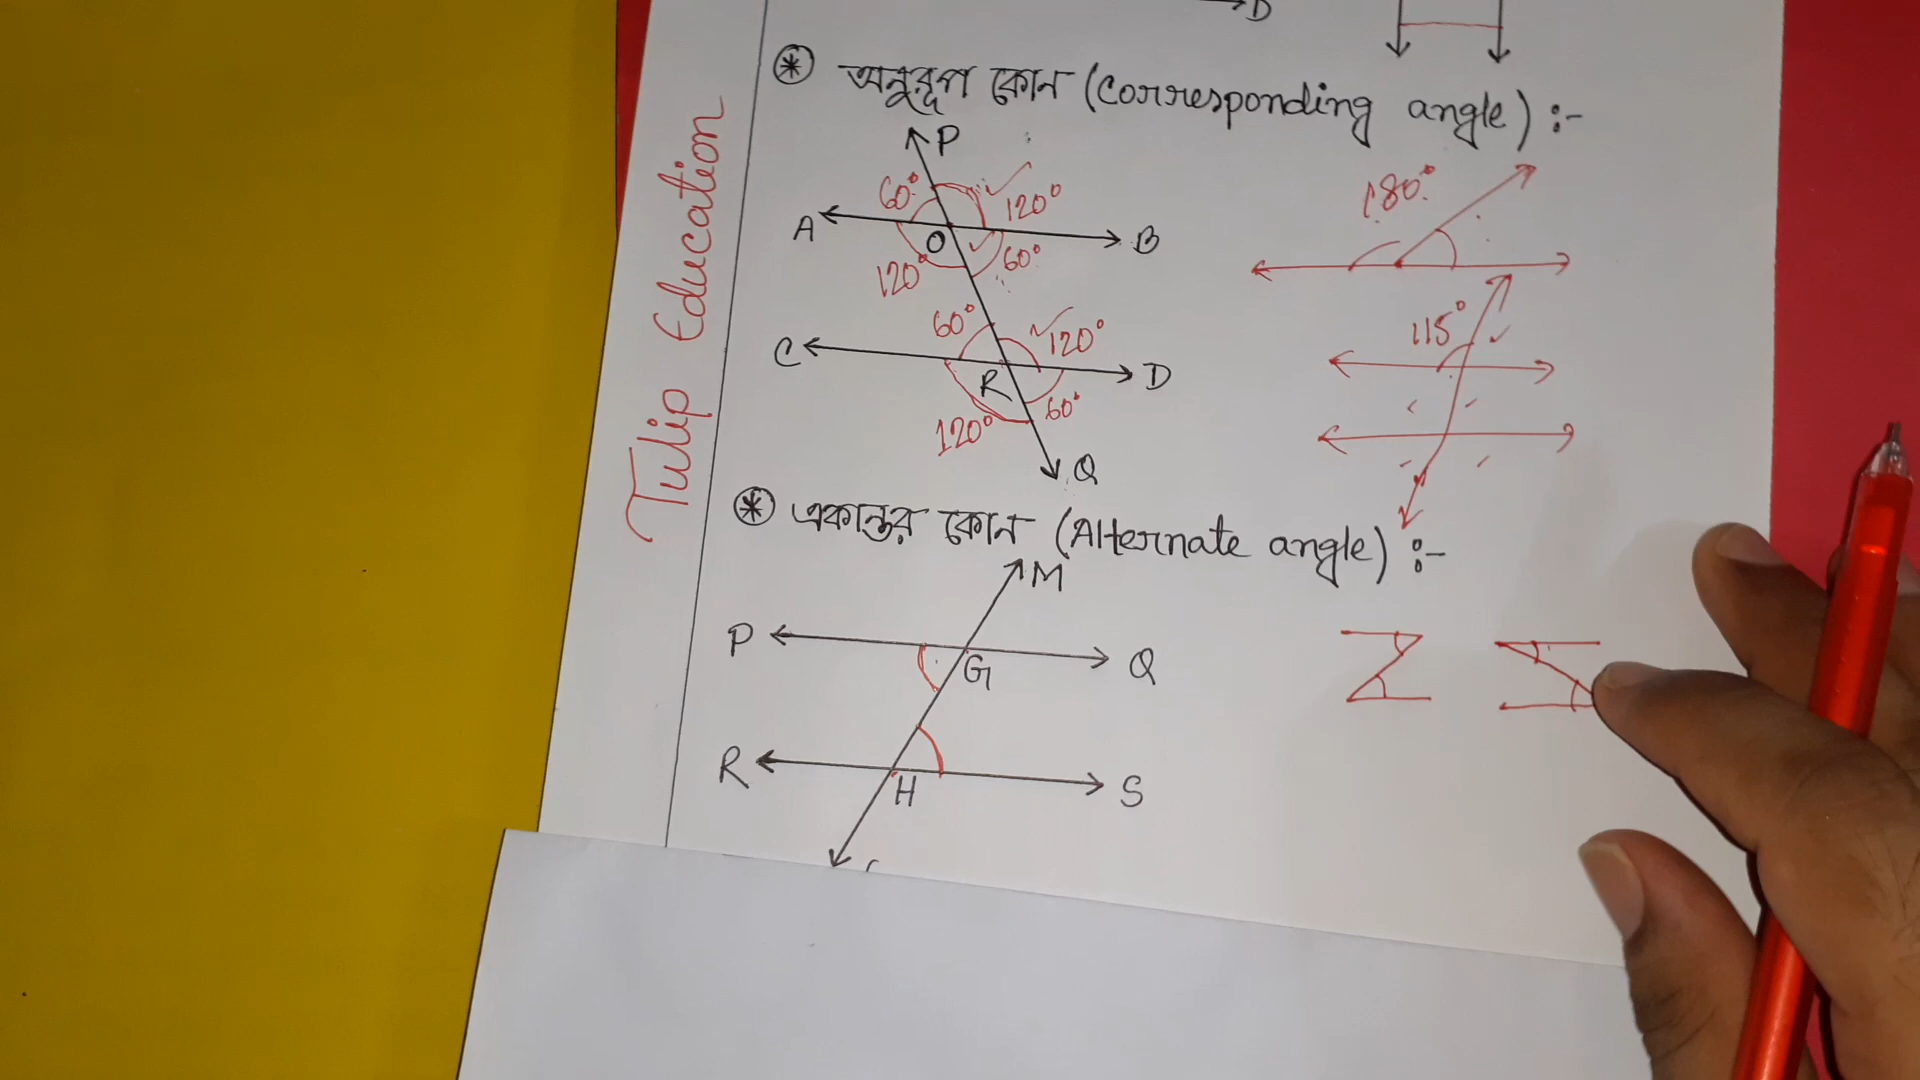 D
⊛ অনুরূপ কোন (Corresponding angle) :-
P
60° 120°
A B
O
120° 60°
60° 120°
C D
R
120° 60°
Q
180°
115°
⊛ একান্তর কোন (Alternate angle) :-
M
P Q
G
R S
H
Tulip Education